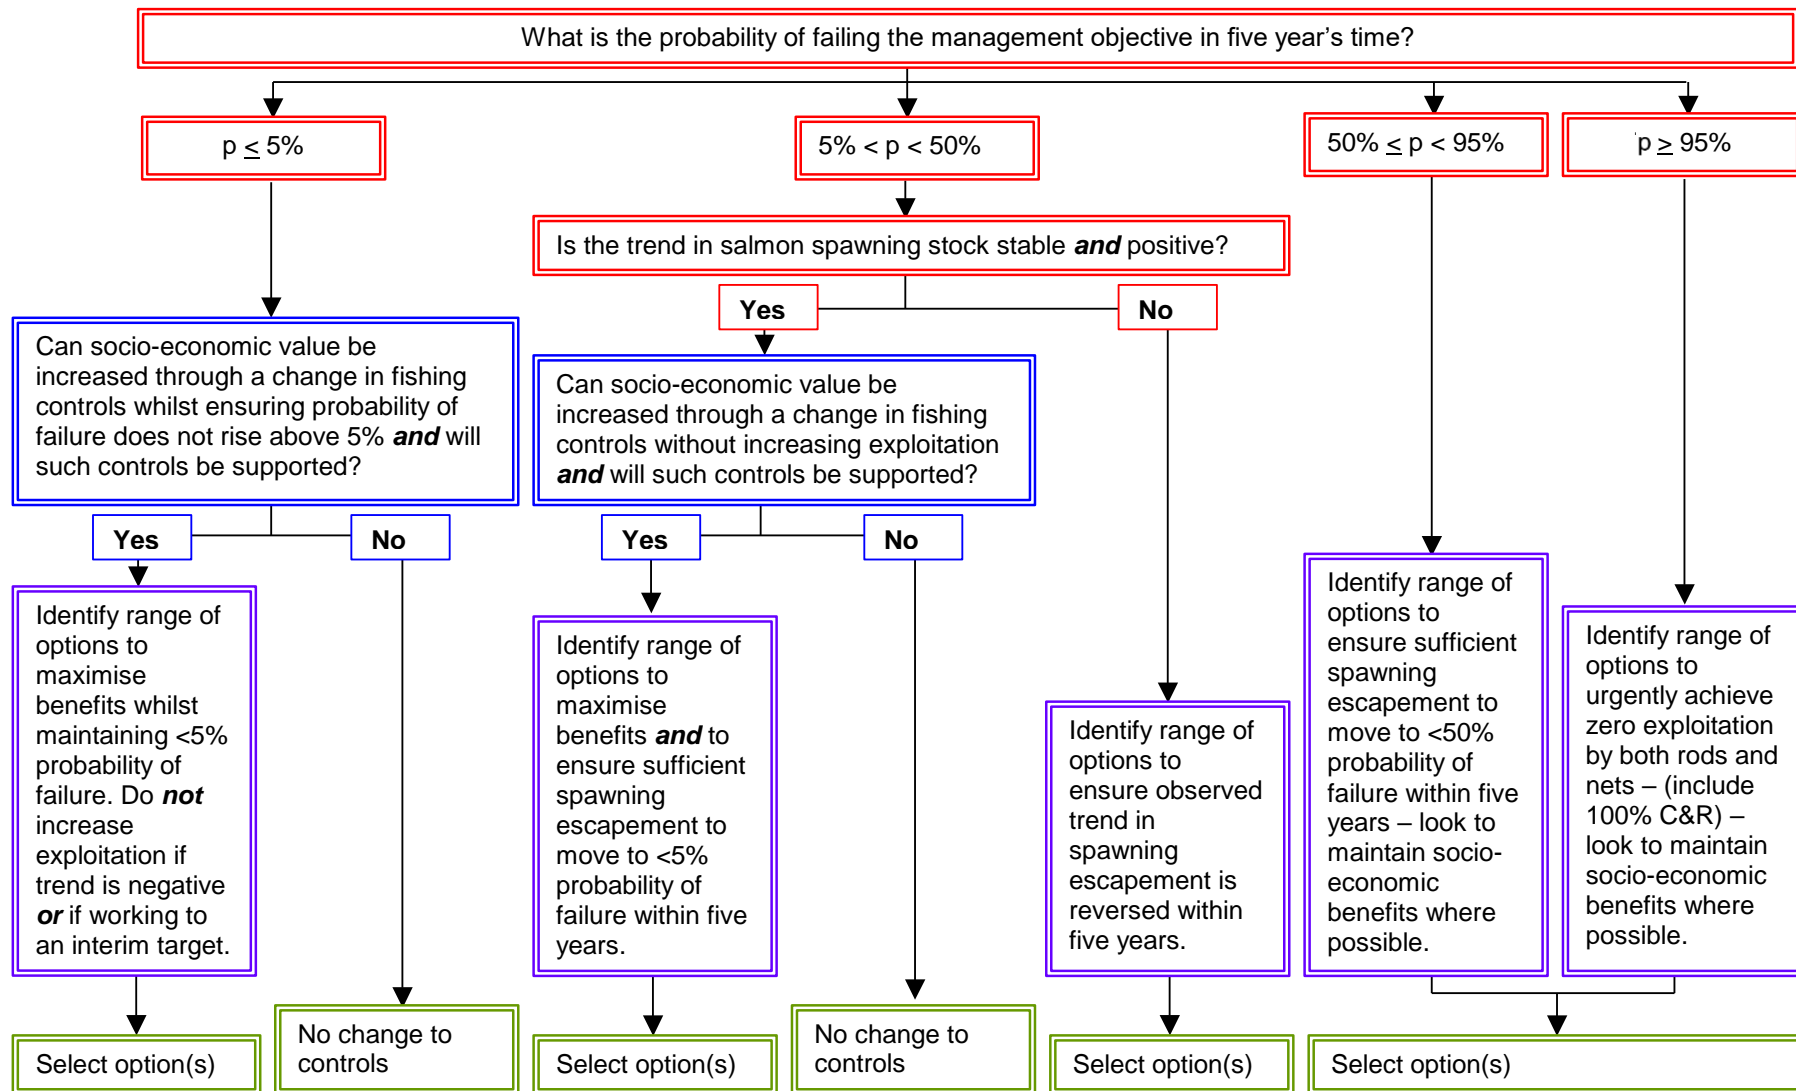 What is the probability of failing the management objective in five year's time?
p ≤ 5%
5% < p < 50%
50% ≤ p < 95%
p ≥ 95%
Is the trend in salmon spawning stock stable and positive?
Yes
No
Can socio-economic value be
increased through a change in fishing
controls whilst ensuring probability of
failure does not rise above 5% and will
such controls be supported?
Can socio-economic value be
increased through a change in fishing
controls without increasing exploitation
and will such controls be supported?
Yes
No
Yes
No
Identify range of
options to
maximise
benefits whilst
maintaining <5%
probability of
failure. Do not
increase
exploitation if
trend is negative
or if working to
an interim target.
Identify range of
options to
maximise
benefits and to
ensure sufficient
spawning
escapement to
move to <5%
probability of
failure within five
years.
Identify range of
options to
ensure observed
trend in
spawning
escapement is
reversed within
five years.
Identify range of
options to
ensure sufficient
spawning
escapement to
move to <50%
probability of
failure within five
years – look to
maintain socio-
economic
benefits where
possible.
Identify range of
options to
urgently achieve
zero exploitation
by both rods and
nets – (include
100% C&R) –
look to maintain
socio-economic
benefits where
possible.
Select option(s)
No change to
controls
Select option(s)
No change to
controls
Select option(s)
Select option(s)